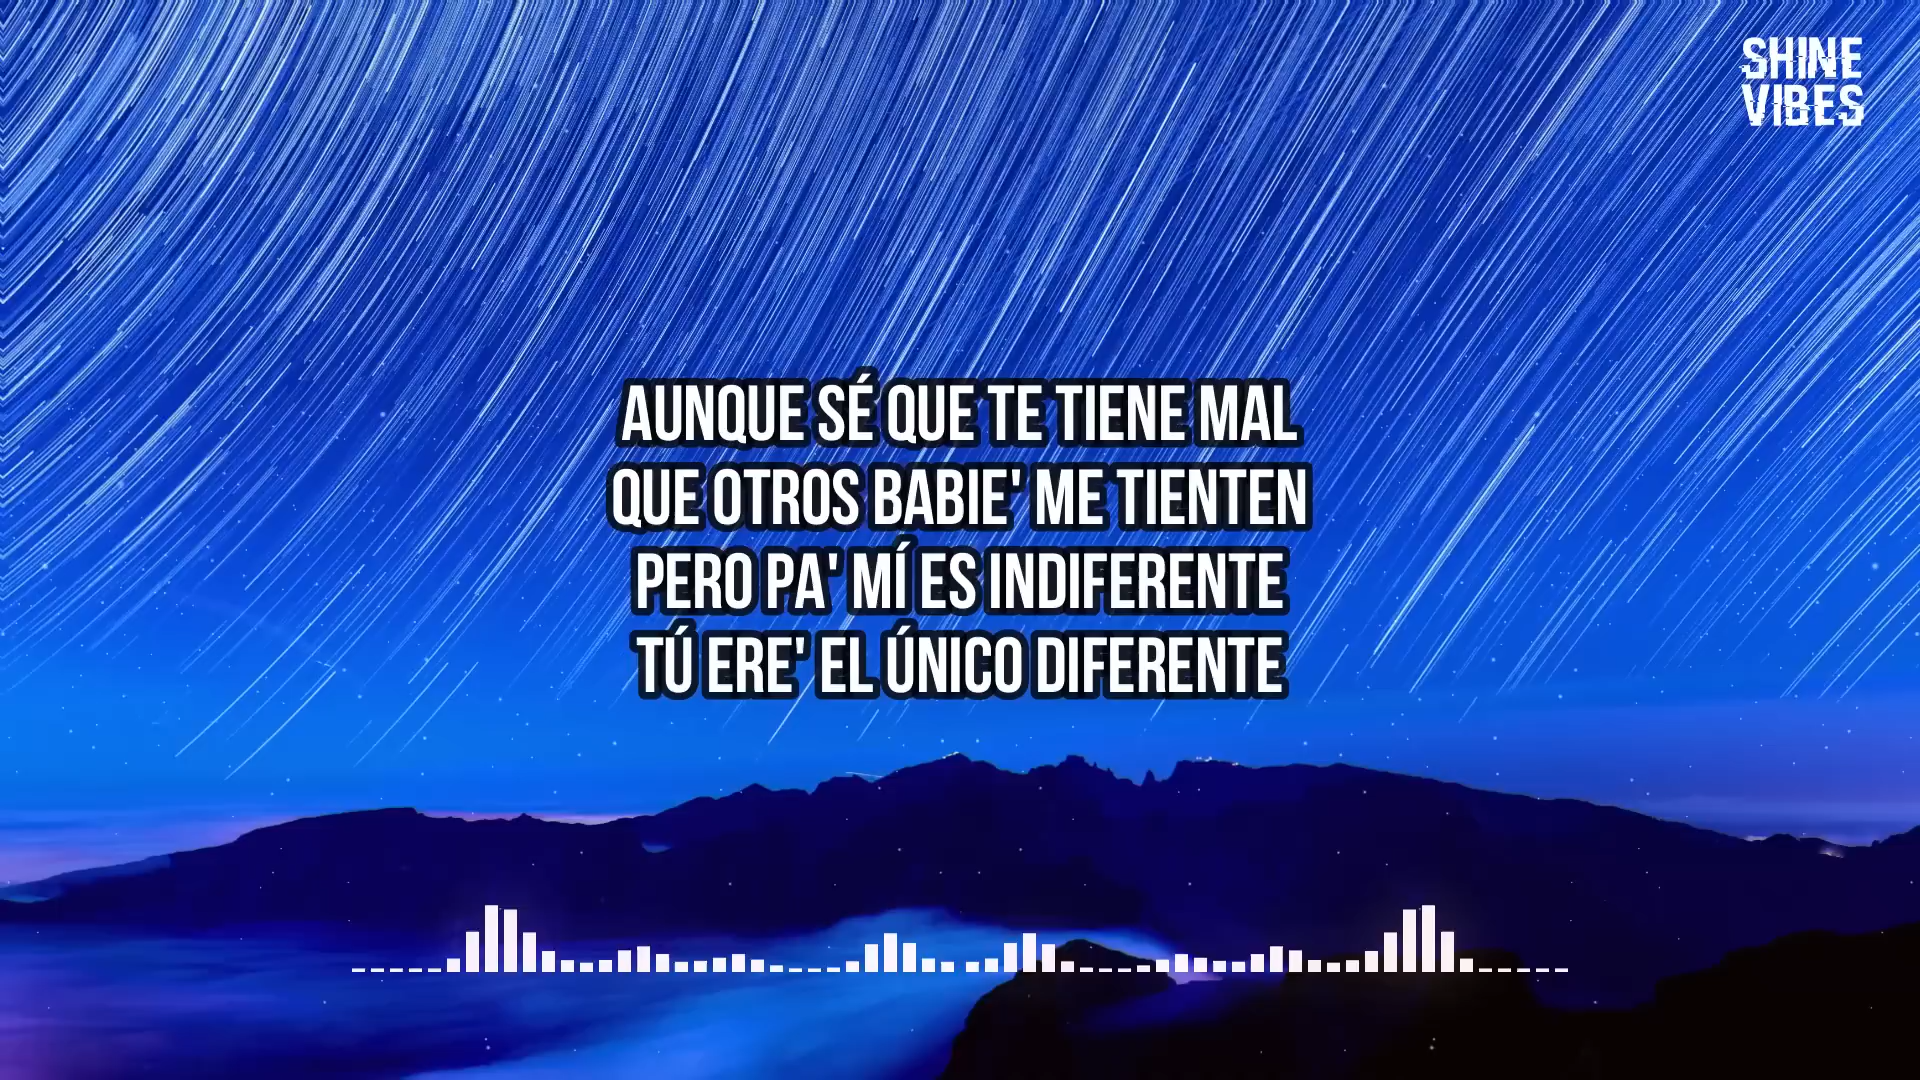 SHINE
VIBES
AUNQUE SÉ QUE TE TIENE MAL
QUE OTROS BABIE' ME TIENTEN
PERO PA' MÍ ES INDIFERENTE
TÚ ERE' EL ÚNICO DIFERENTE